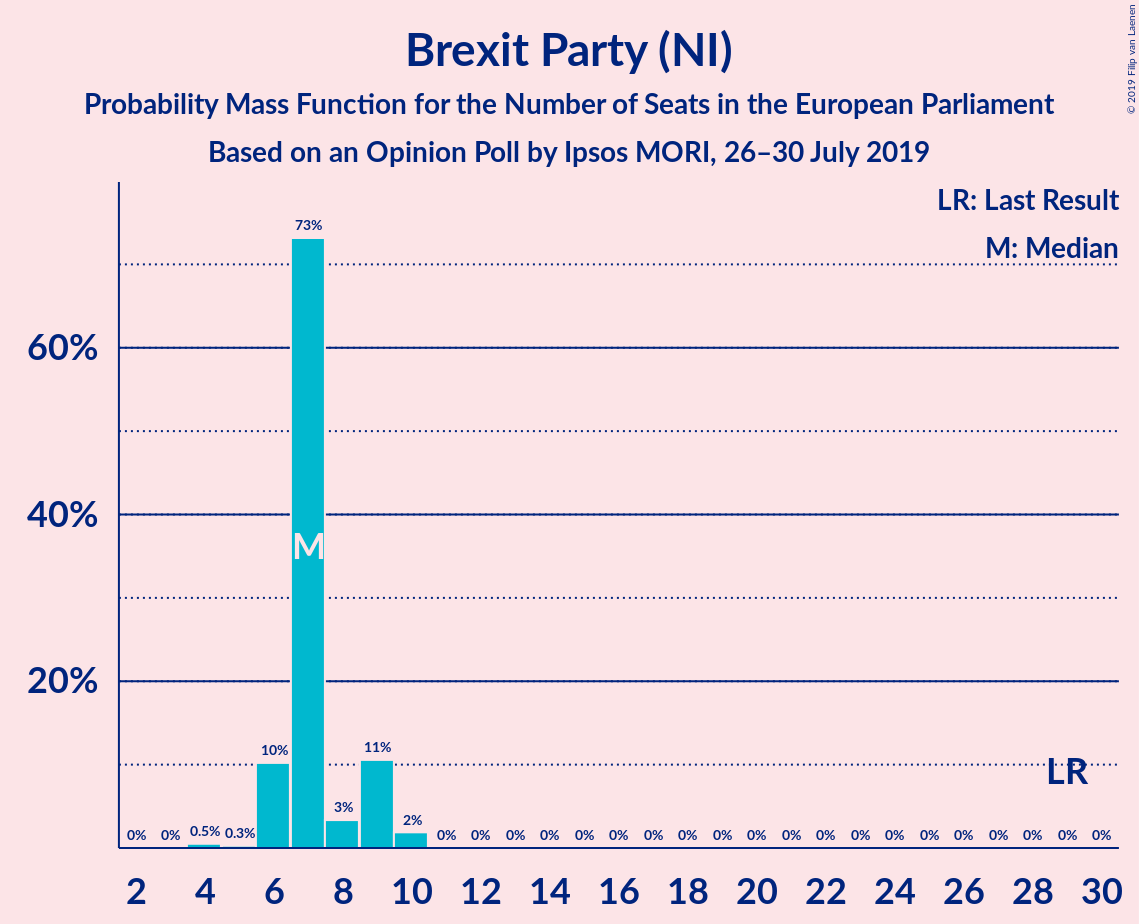 Brexit Party (NI)
Probability Mass Function for the Number of Seats in the European Parliament
Based on an Opinion Poll by Ipsos MORI, 26–30 July 2019
© 2019 Filip van Laenen
LR: Last Result
M: Median
60%
40%
20%
73%
M
10%
11%
LR
0% 0% 0.5% 0.3% 3% 2% 0% 0% 0% 0% 0% 0% 0% 0% 0% 0% 0% 0% 0% 0% 0% 0% 0% 0% 0% 0%
2 4 6 8 10 12 14 16 18 20 22 24 26 28 30